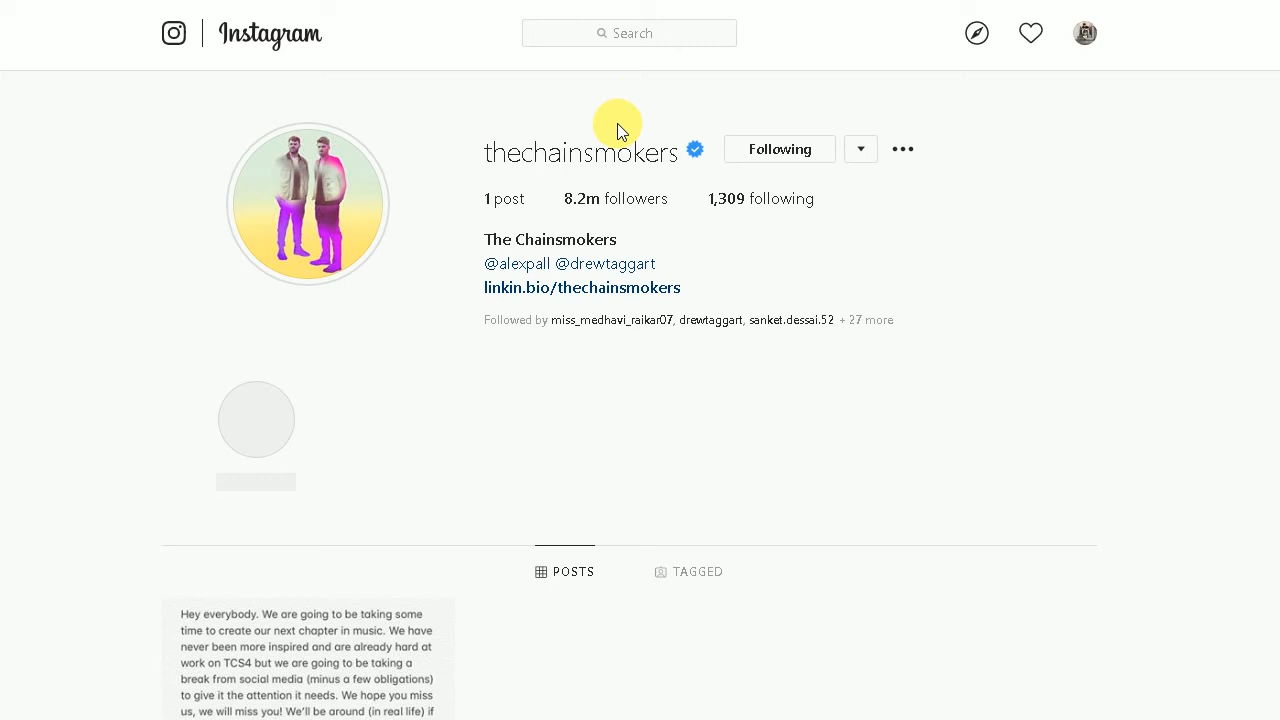 Instagram
Search
thechainsmokers
Following
1 post 8.2m followers 1,309 following
The Chainsmokers
@alexpall @drewtaggart
linkin.bio/thechainsmokers
Followed by miss_medhavi_raikar07, drewtaggart, sanket.dessai.52 + 27 more
POSTS TAGGED
Hey everybody. We are going to be taking some
time to create our next chapter in music. We have
never been more inspired and are already hard at
work on TCS4 but we are going to be taking a
break from social media (minus a few obligations)
to give it the attention it needs. We hope you miss
us, we will miss you! We'll be around (in real life) if